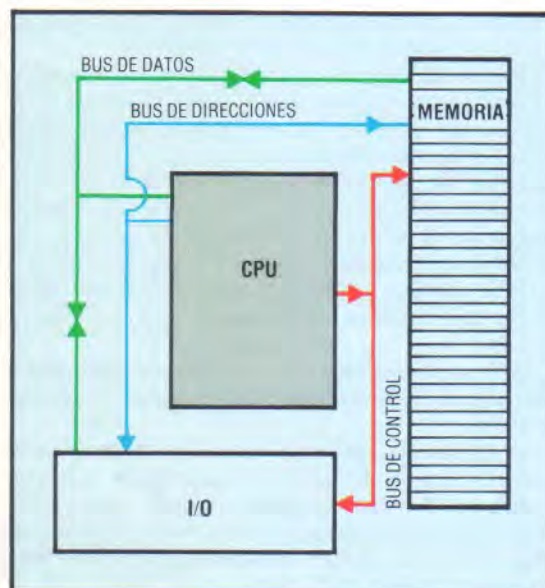 BUS DE DATOS
BUS DE DIRECCIONES
MEMORIA
CPU
BUS DE CONTROL
I/O